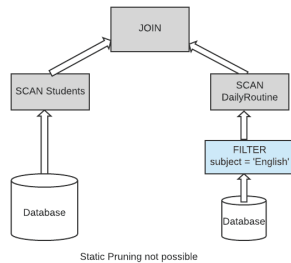 JOIN
SCAN Students
SCAN
DailyRoutine
FILTER
subject = 'English'
Database
Database
Static Pruning not possible